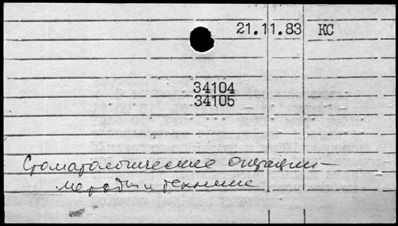 21.11.83 КС
34104
34105
Стоматологические операции –
методы и техника